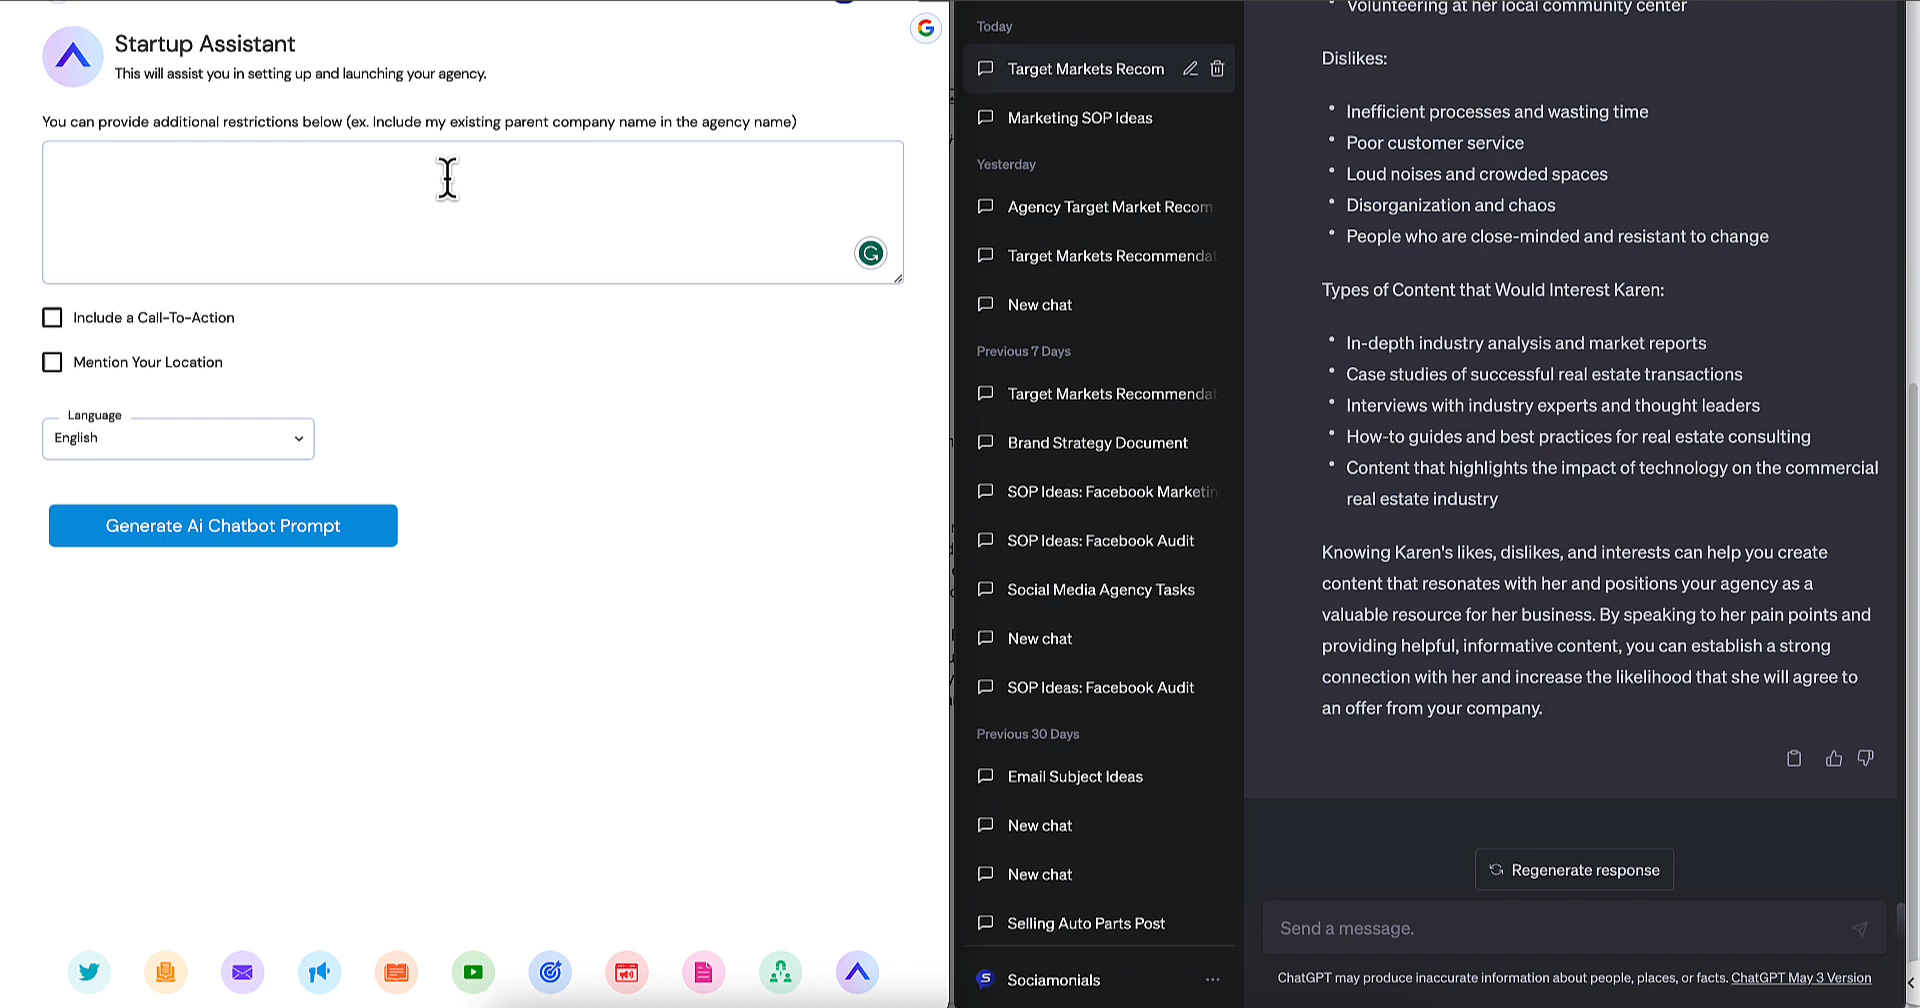 Startup Assistant
This will assist you in setting up and launching your agency.
You can provide additional restrictions below (ex. Include my existing parent company name in the agency name)
Include a Call-To-Action
Mention Your Location
Language
English
Generate Ai Chatbot Prompt
Today
Target Markets Recom
Marketing SOP Ideas
Yesterday
Agency Target Market Recom
Target Markets Recommendat
New chat
Previous 7 Days
Target Markets Recommendat
Brand Strategy Document
SOP Ideas: Facebook Marketin
SOP Ideas: Facebook Audit
Social Media Agency Tasks
New chat
SOP Ideas: Facebook Audit
Previous 30 Days
Email Subject Ideas
New chat
New chat
Selling Auto Parts Post
Sociamonials
Volunteering at her local community center
Dislikes:
Inefficient processes and wasting time
Poor customer service
Loud noises and crowded spaces
Disorganization and chaos
People who are close-minded and resistant to change
Types of Content that Would Interest Karen:
In-depth industry analysis and market reports
Case studies of successful real estate transactions
Interviews with industry experts and thought leaders
How-to guides and best practices for real estate consulting
Content that highlights the impact of technology on the commercial
real estate industry
Knowing Karen's likes, dislikes, and interests can help you create
content that resonates with her and positions your agency as a
valuable resource for her business. By speaking to her pain points and
providing helpful, informative content, you can establish a strong
connection with her and increase the likelihood that she will agree to
an offer from your company.
Regenerate response
Send a message.
ChatGPT may produce inaccurate information about people, places, or facts. ChatGPT May 3 Version